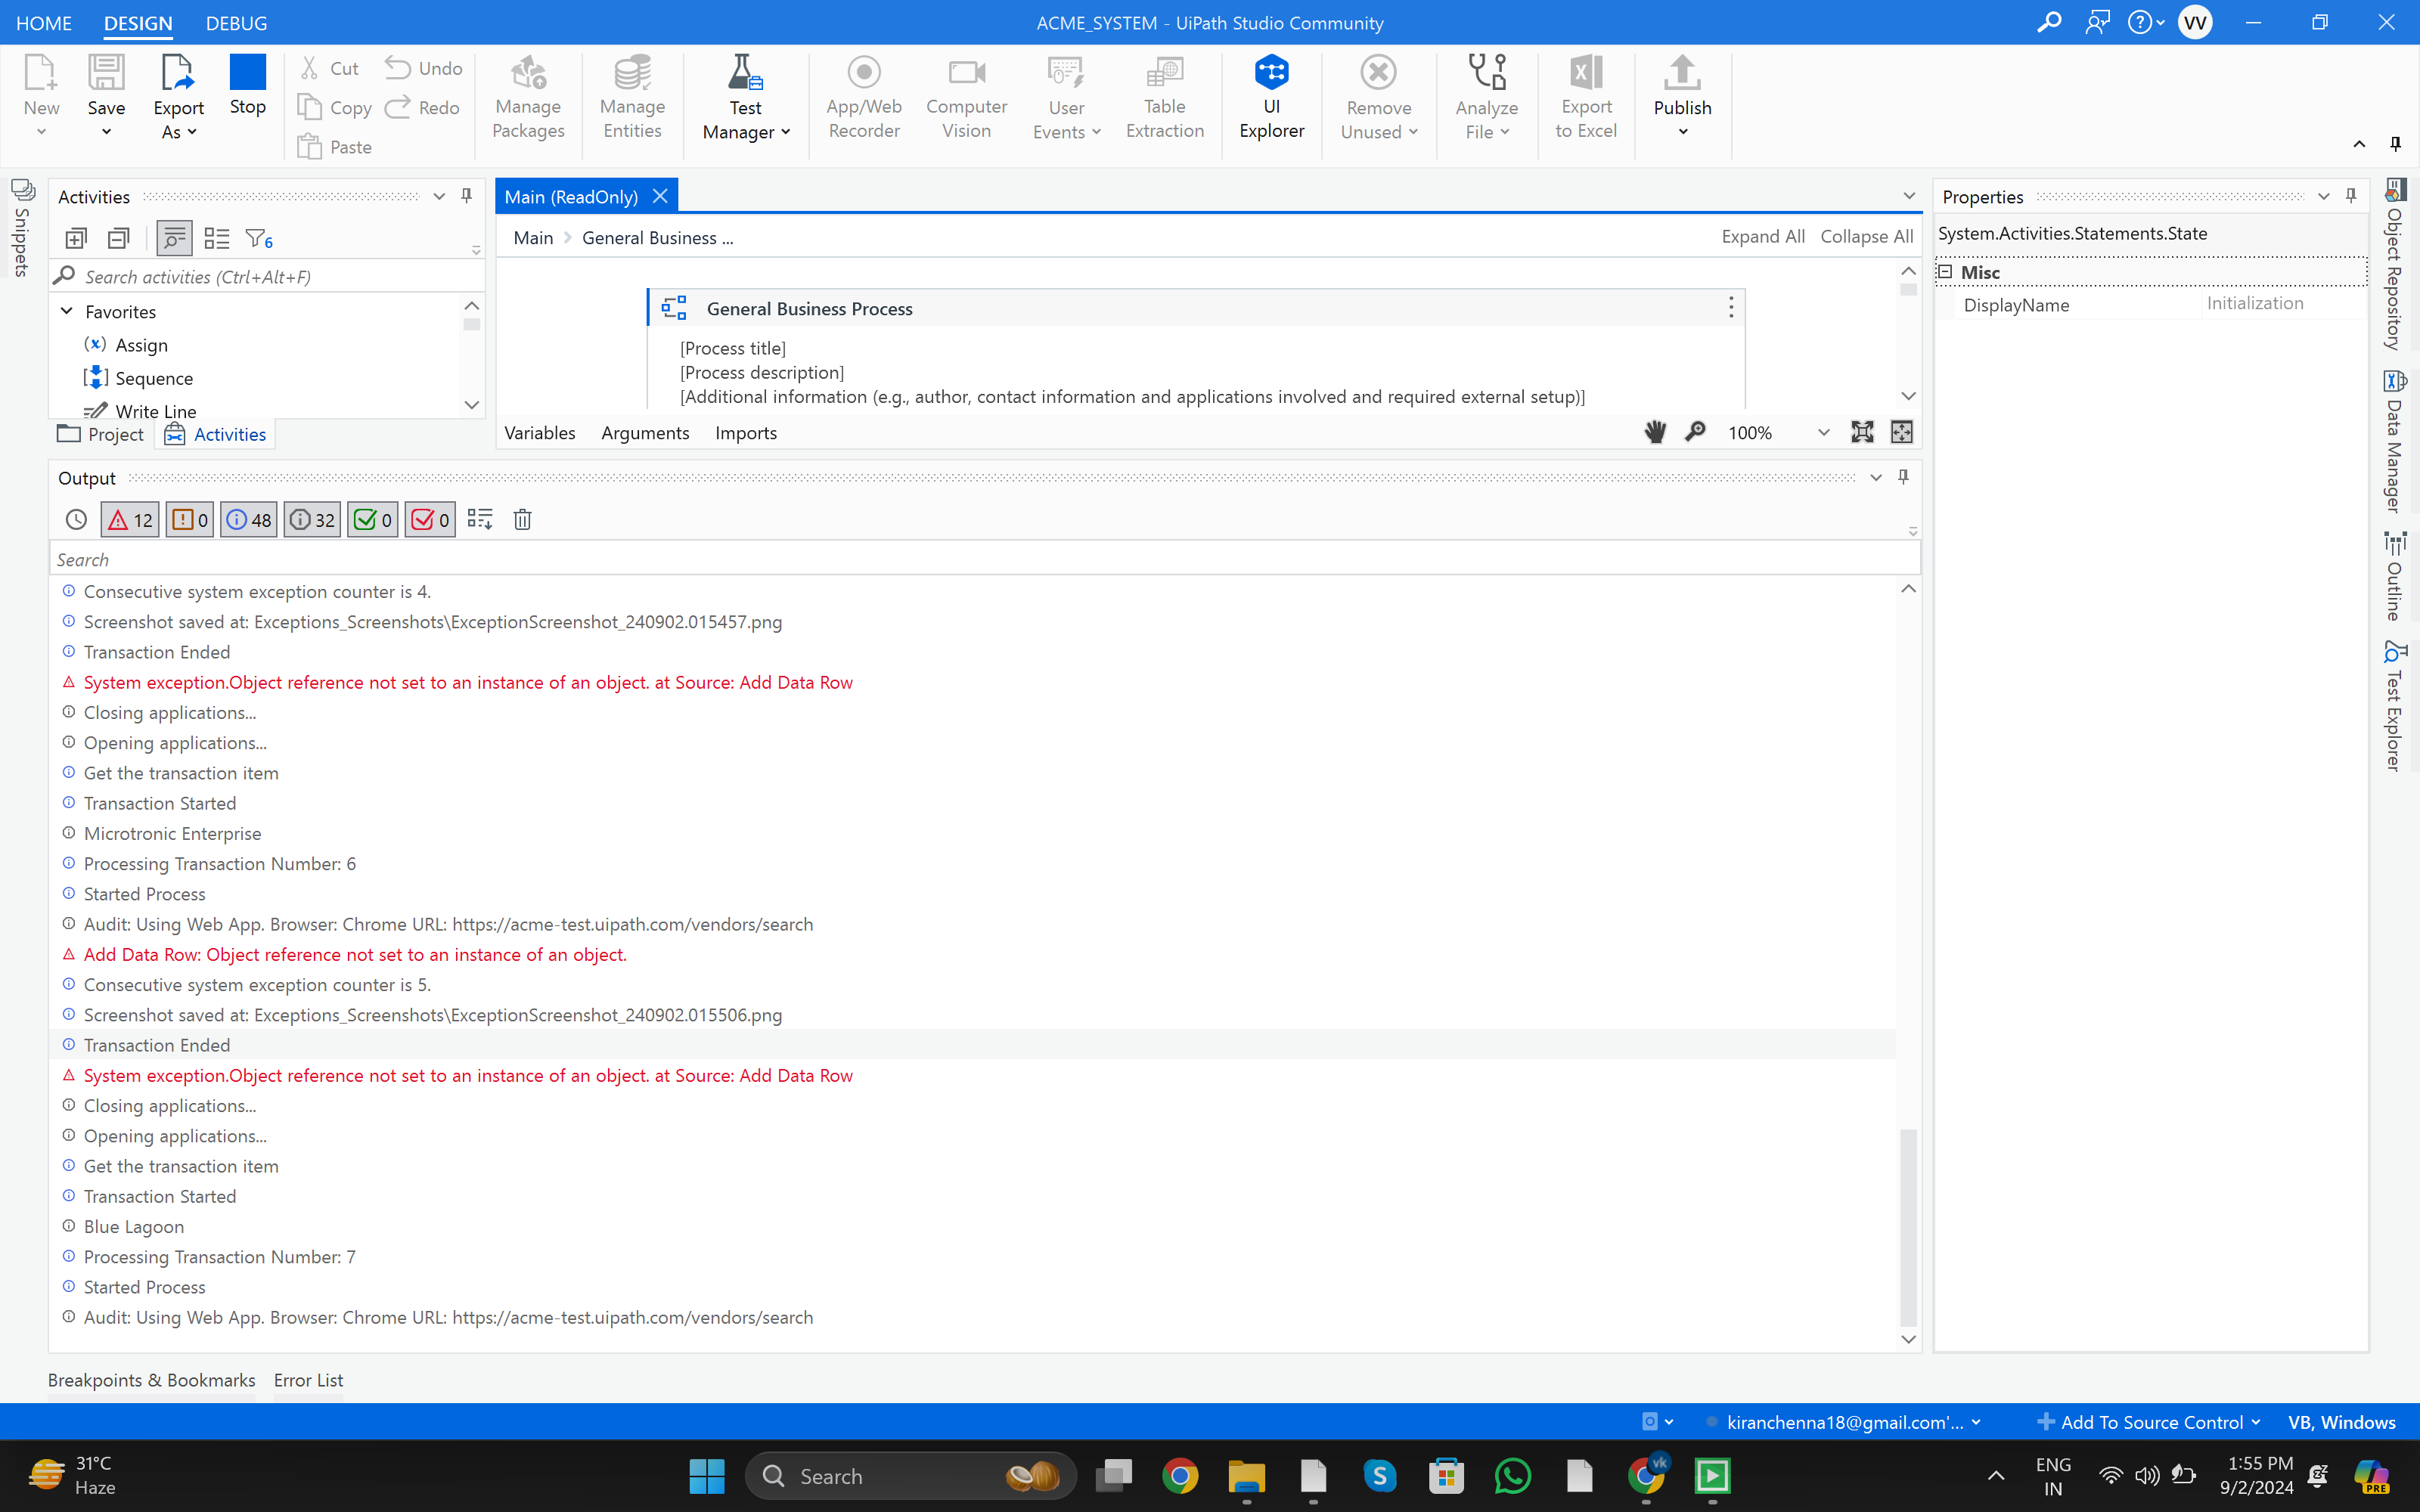 HOME DESIGN DEBUG ACME_SYSTEM - UiPath Studio Community VV
New Save Export As Stop Cut Copy Paste Undo Redo Manage Packages Manage Entities Test Manager App/Web Recorder Computer Vision User Events Table Extraction UI Explorer Remove Unused Analyze File Export to Excel Publish
Snippets
Activities
6
Search activities (Ctrl+Alt+F)
Favorites
(x) Assign
Sequence
Write Line
Project Activities
Main (ReadOnly)
Main General Business ... Expand All Collapse All
General Business Process
[Process title]
[Process description]
[Additional information (e.g., author, contact information and applications involved and required external setup)]
Variables Arguments Imports 100%
Properties
System.Activities.Statements.State
Misc
DisplayName Initialization
Object Repository
Data Manager
Outline
Test Explorer
Output
12 0 48 32 0 0
Search
Consecutive system exception counter is 4.
Screenshot saved at: Exceptions_Screenshots\ExceptionScreenshot_240902.015457.png
Transaction Ended
System exception.Object reference not set to an instance of an object. at Source: Add Data Row
Closing applications...
Opening applications...
Get the transaction item
Transaction Started
Microtronic Enterprise
Processing Transaction Number: 6
Started Process
Audit: Using Web App. Browser: Chrome URL: https://acme-test.uipath.com/vendors/search
Add Data Row: Object reference not set to an instance of an object.
Consecutive system exception counter is 5.
Screenshot saved at: Exceptions_Screenshots\ExceptionScreenshot_240902.015506.png
Transaction Ended
System exception.Object reference not set to an instance of an object. at Source: Add Data Row
Closing applications...
Opening applications...
Get the transaction item
Transaction Started
Blue Lagoon
Processing Transaction Number: 7
Started Process
Audit: Using Web App. Browser: Chrome URL: https://acme-test.uipath.com/vendors/search
Breakpoints & Bookmarks Error List
kiranchenna18@gmail.com'... Add To Source Control VB, Windows
31°C
Haze
Search
vk
ENG
IN
1:55 PM
9/2/2024
PRE